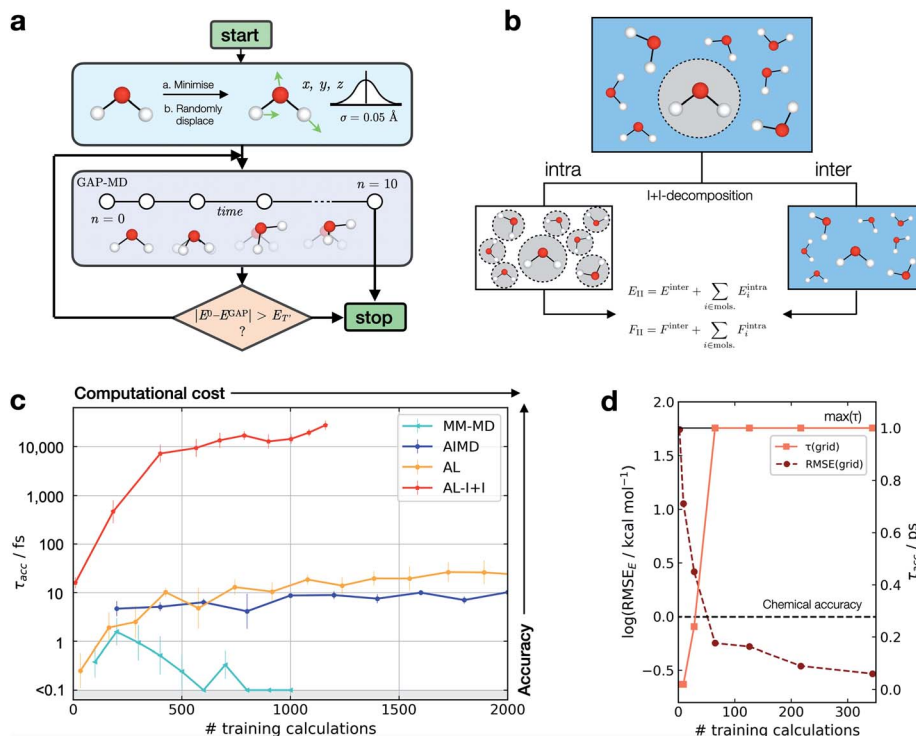 a
start
a. Minimise
b. Randomly
displace
x, y, z
σ = 0.05 Å
GAP-MD
n = 0
time
n = 10
|E⁰−E^GAP| > E_T'
?
stop
b
intra
inter
I+I-decomposition
E_II = E^inter + ∑_{i∈mols.} E_i^intra
F_II = F^inter + ∑_{i∈mols.} F_i^intra
c
Computational cost
10,000
1,000
100
10
1
<0.1
τ_acc / fs
0
500
1000
1500
2000
# training calculations
MM-MD
AIMD
AL
AL-I+I
Accuracy
d
2.0
1.5
1.0
0.5
0.0
−0.5
log(RMSE_E / kcal mol⁻¹)
max(τ)
τ(grid)
RMSE(grid)
Chemical accuracy
1.0
0.8
0.6
0.4
0.2
0.0
τ_acc / ps
0
100
200
300
# training calculations